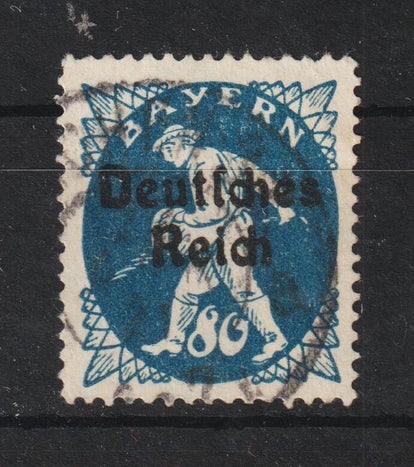 BAYERN
Deutſches
Reich
80